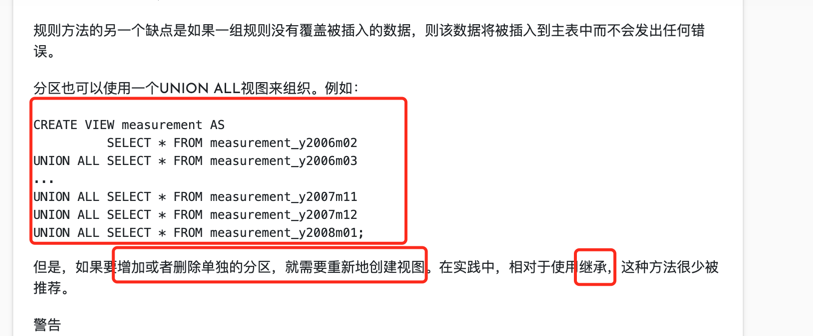 规则方法的另一个缺点是如果一组规则没有覆盖被插入的数据，则该数据将被插入到主表中而不会发出任何错
误。
分区也可以使用一个UNION ALL视图来组织。例如：
CREATE VIEW measurement AS
          SELECT * FROM measurement_y2006m02
UNION ALL SELECT * FROM measurement_y2006m03
...
UNION ALL SELECT * FROM measurement_y2007m11
UNION ALL SELECT * FROM measurement_y2007m12
UNION ALL SELECT * FROM measurement_y2008m01;
但是，如果要增加或者删除单独的分区，就需要重新地创建视图。在实践中，相对于使用继承，这种方法很少被
推荐。
警告